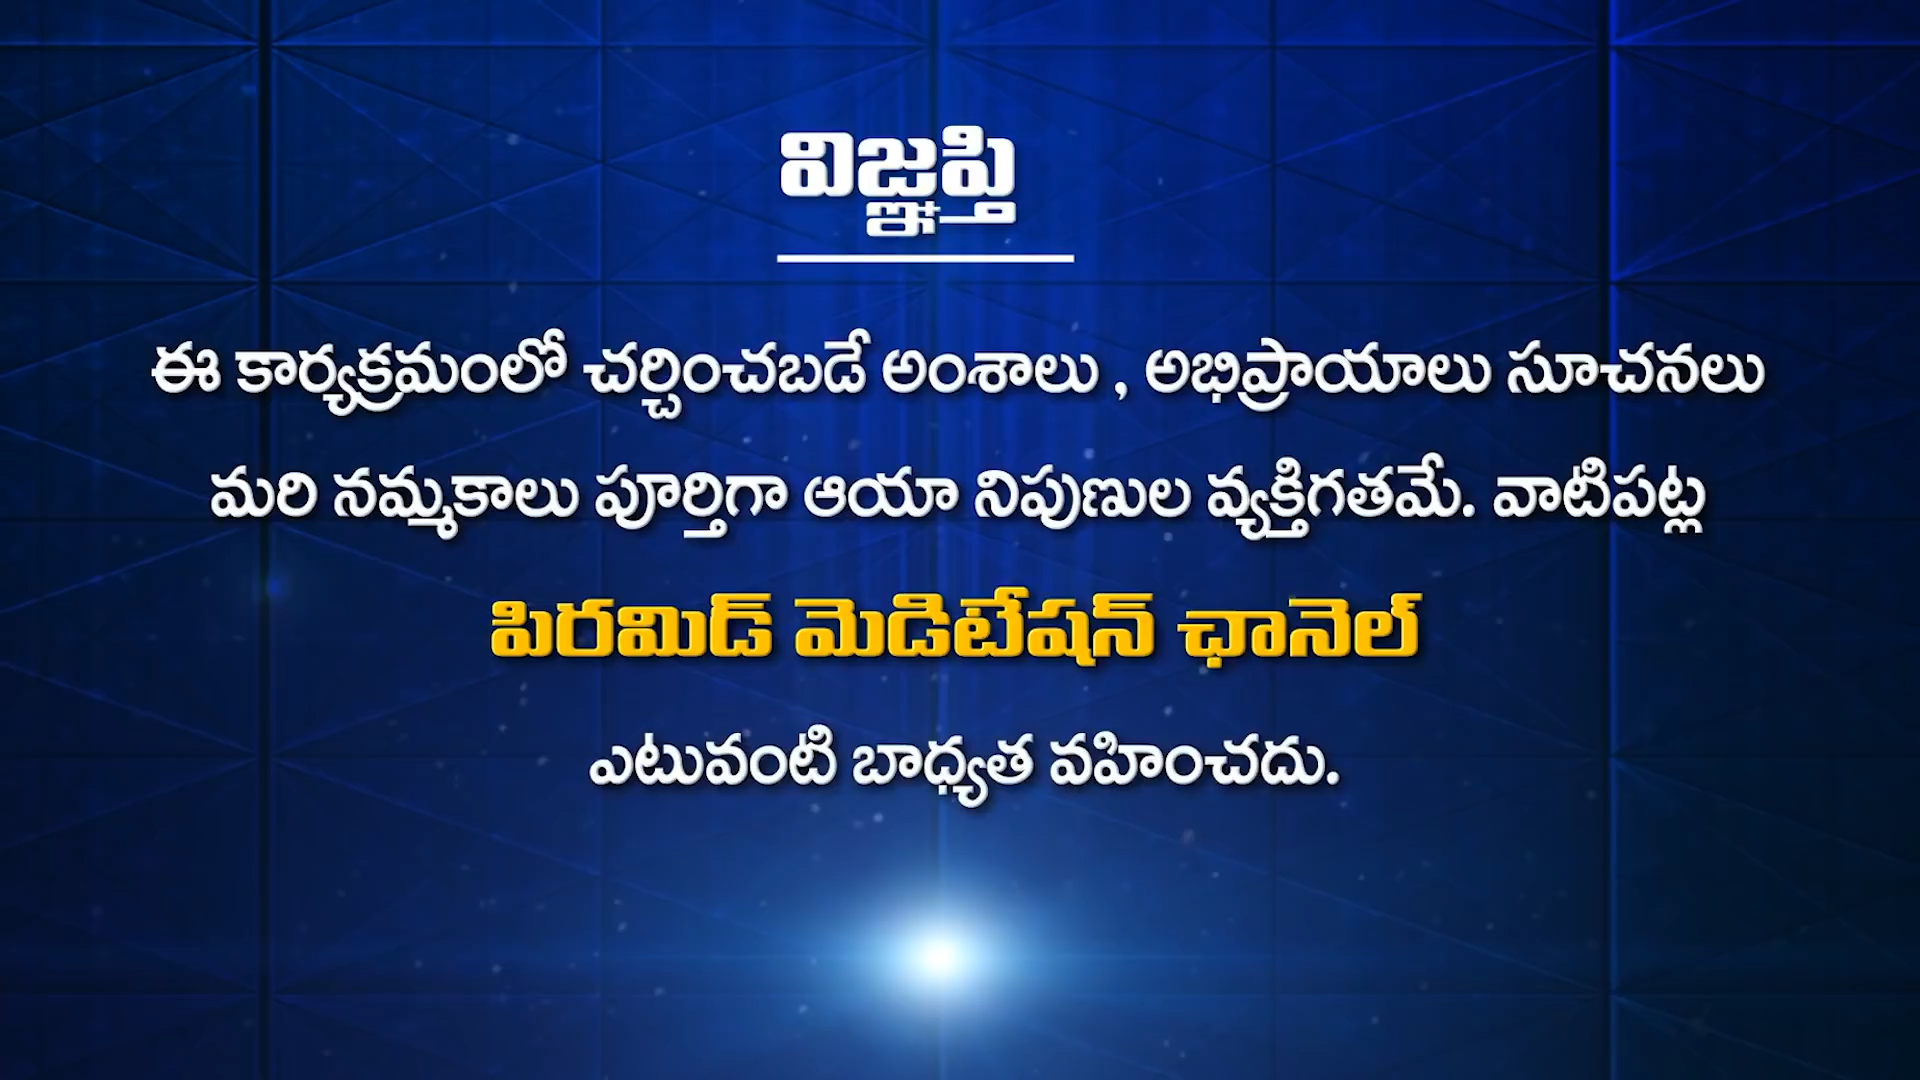 విజ్ఞప్తి
ఈ కార్యక్రమంలో చర్చించబడే అంశాలు , అభిప్రాయాలు సూచనలు
మరి నమ్మకాలు పూర్తిగా ఆయా నిపుణుల వ్యక్తిగతమే. వాటిపట్ల
పిరమిడ్ మెడిటేషన్ ఛానెల్
ఎటువంటి బాధ్యత వహించదు.